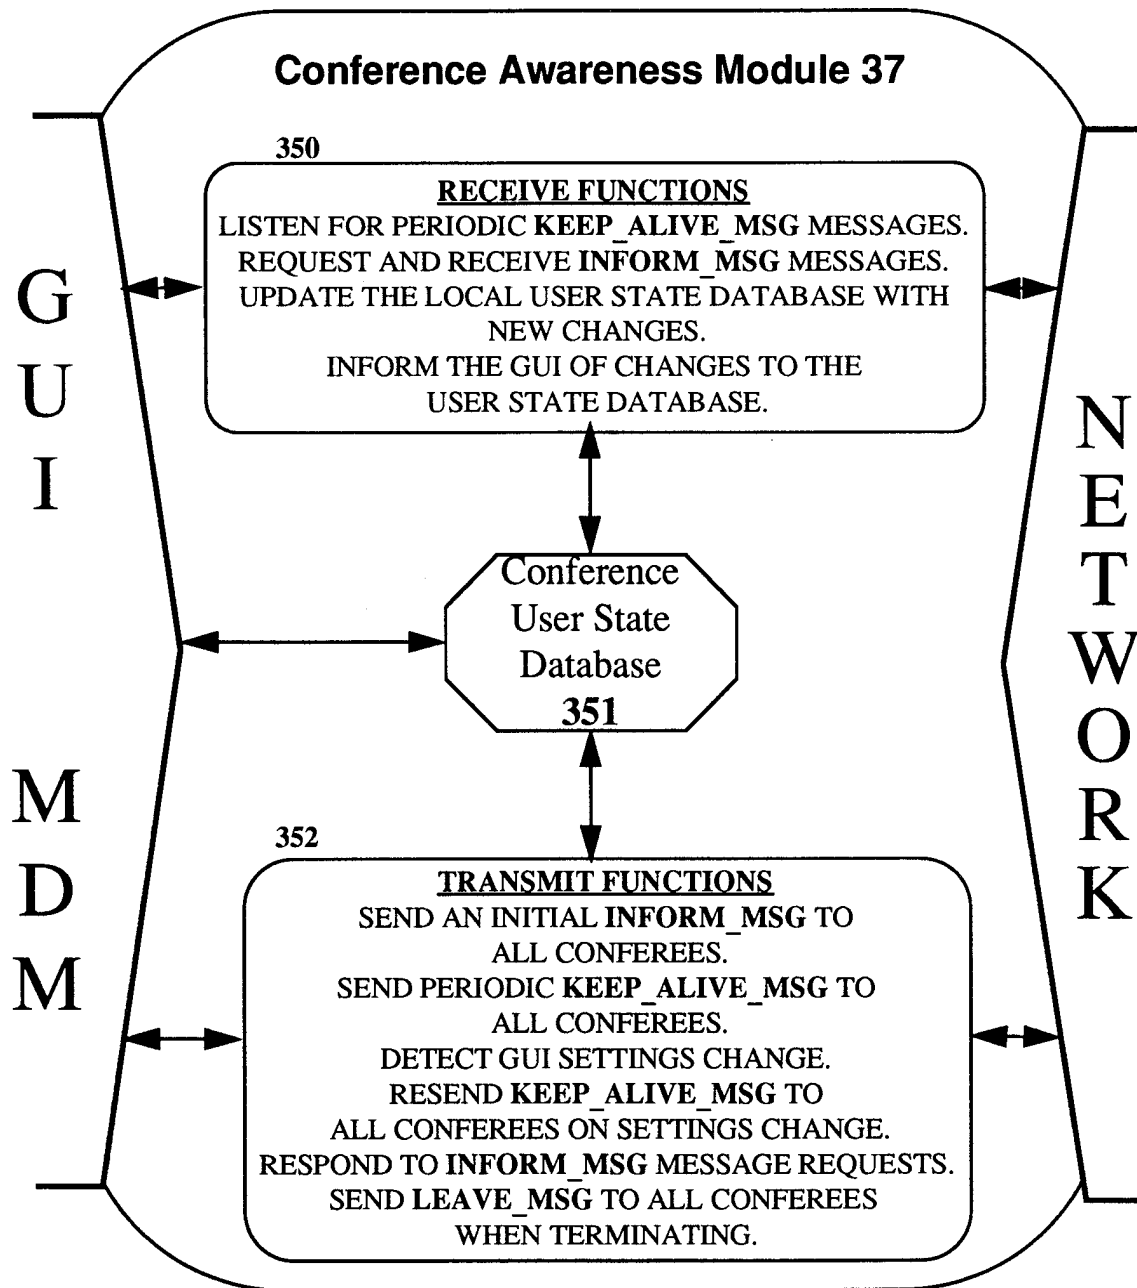 Conference Awareness Module 37
350
RECEIVE FUNCTIONS
LISTEN FOR PERIODIC KEEP_ALIVE_MSG MESSAGES.
REQUEST AND RECEIVE INFORM_MSG MESSAGES.
UPDATE THE LOCAL USER STATE DATABASE WITH
NEW CHANGES.
INFORM THE GUI OF CHANGES TO THE
USER STATE DATABASE.
GUI
NETWORK
Conference
User State
Database
351
MDM
352
TRANSMIT FUNCTIONS
SEND AN INITIAL INFORM_MSG TO
ALL CONFEREES.
SEND PERIODIC KEEP_ALIVE_MSG TO
ALL CONFEREES.
DETECT GUI SETTINGS CHANGE.
RESEND KEEP_ALIVE_MSG TO
ALL CONFEREES ON SETTINGS CHANGE.
RESPOND TO INFORM_MSG MESSAGE REQUESTS.
SEND LEAVE_MSG TO ALL CONFEREES
WHEN TERMINATING.